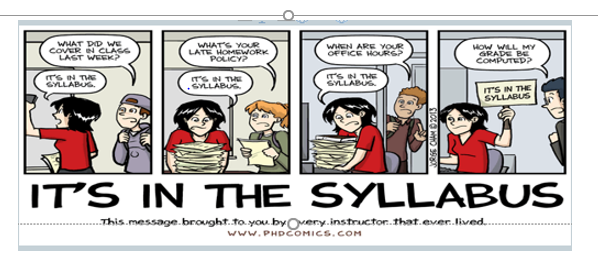 WHAT DID WE
COVER IN CLASS
LAST WEEK?
IT'S IN THE
SYLLABUS.
WHAT'S YOUR
LATE HOMEWORK
POLICY?
IT'S IN THE
SYLLABUS.
WHEN ARE YOUR
OFFICE HOURS?
IT'S IN THE
SYLLABUS.
HOW WILL MY
GRADE BE
COMPUTED?
IT'S IN THE
SYLLABUS
JORGE CHAM © 2013
IT'S IN THE SYLLABUS
This message brought to you by very instructor that ever lived.
WWW.PHDCOMICS.COM